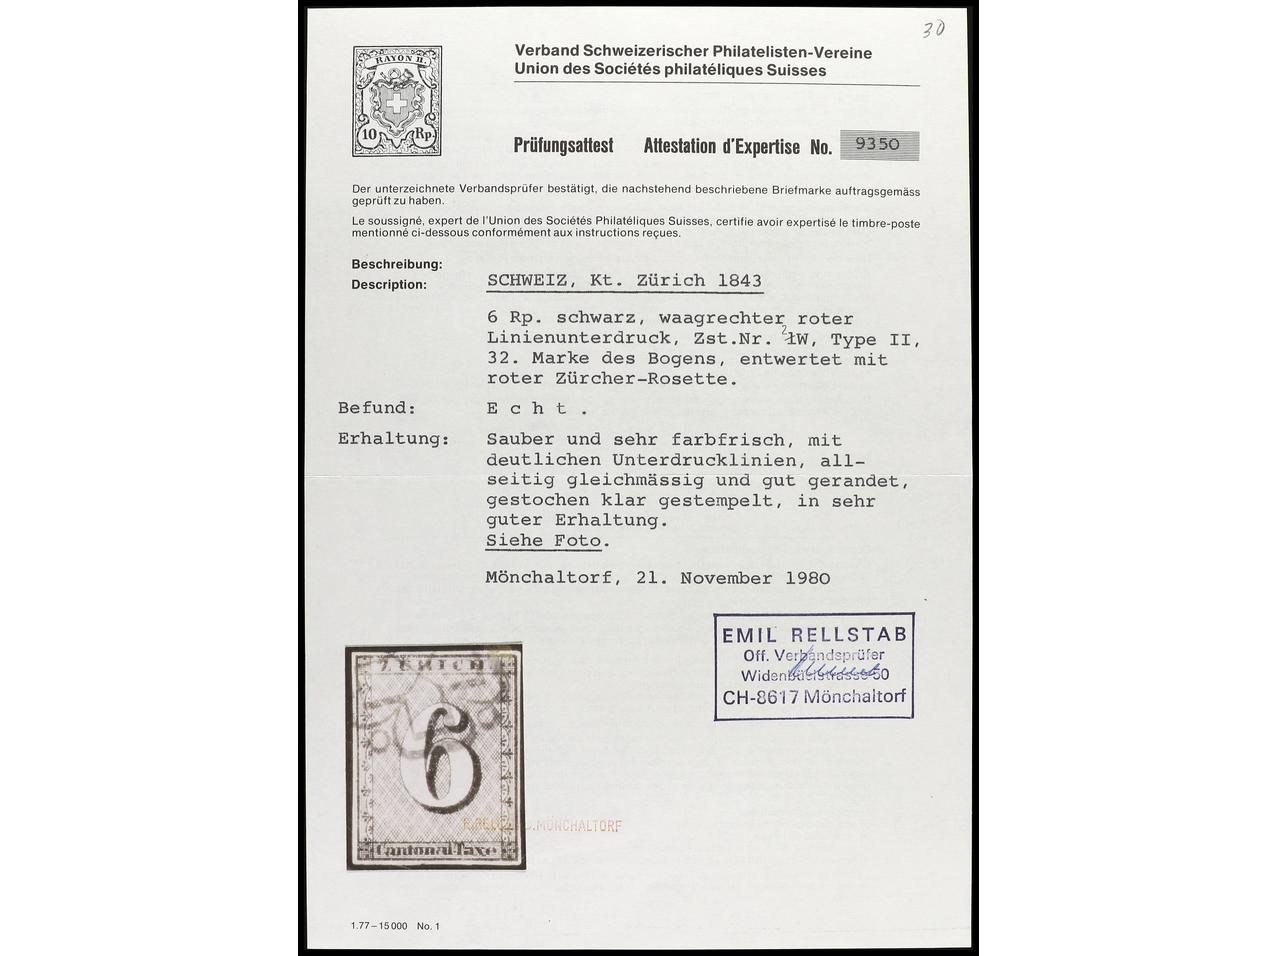 30
RAYON II.
10 Rp.
Verband Schweizerischer Philatelisten-Vereine
Union des Sociétés philatéliques Suisses
Prüfungsattest Attestation d'Expertise No. 9350
Der unterzeichnete Verbandsprüfer bestätigt, die nachstehend beschriebene Briefmarke auftragsgemäss
geprüft zu haben.
Le soussigné, expert de l'Union des Sociétés Philatéliques Suisses, certifie avoir expertisé le timbre-poste
mentionné ci-dessous conformément aux instructions reçues.
Beschreibung:
Description:
SCHWEIZ, Kt. Zürich 1843
6 Rp. schwarz, waagrechter roter
Linienunterdruck, Zst.Nr. 2W, Type II,
32. Marke des Bogens, entwertet mit
roter Zürcher-Rosette.
Befund: Echt.
Erhaltung: Sauber und sehr farbfrisch, mit
deutlichen Unterdrucklinien, all-
seitig gleichmässig und gut gerandet,
gestochen klar gestempelt, in sehr
guter Erhaltung.
Siehe Foto.
Mönchaltorf, 21. November 1980
EMIL RELLSTAB
Off. Verbandsprüfer
50
CH-8617 Mönchaltorf
ZÜRICH
6
Cantonal-Taxe
MÖNCHALTORF
1.77–15000 No. 1